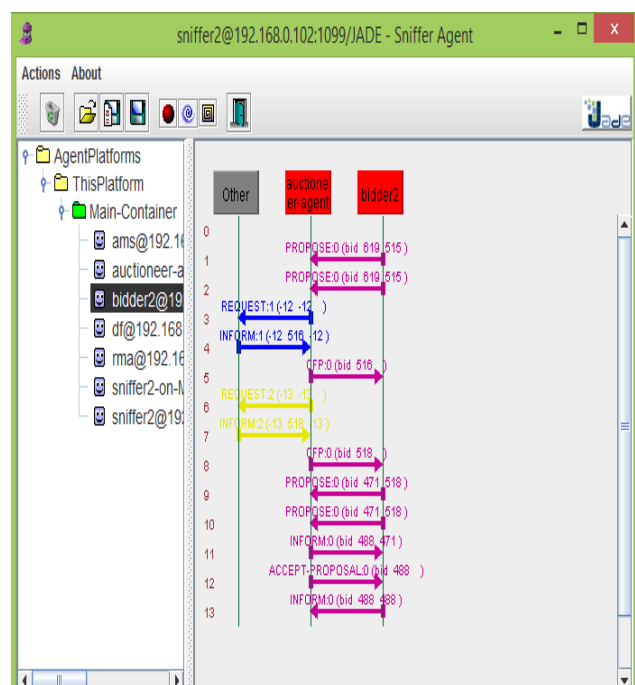 sniffer2@192.168.0.102:1099/JADE - Sniffer Agent
Actions About
Jade
AgentPlatforms
ThisPlatform
Main-Container
ams@192.16
auctioneer-a
bidder2@19
df@192.168
rma@192.16
sniffer2-on-M
sniffer2@192
Other
auctione
er-agent
bidder2
0
PROPOSE:0 (bid 619 515 )
1
PROPOSE:0 (bid 619 515 )
2
REQUEST:1 (-12 -12 )
3
INFORM:1 (-12 516 -12 )
4
CFP:0 (bid 516 )
5
REQUEST:2 (-13 -13 )
6
INFORM:2 (-13 518 -13 )
7
CFP:0 (bid 518 )
8
PROPOSE:0 (bid 471 518 )
9
PROPOSE:0 (bid 471 518 )
10
INFORM:0 (bid 488 471 )
11
ACCEPT-PROPOSAL:0 (bid 488 )
12
INFORM:0 (bid 488 488 )
13